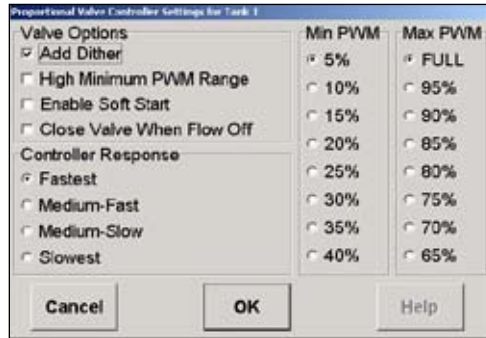 Proportional Valve Controller Settings for Tank 1
Valve Options
Add Dither
High Minimum PWM Range
Enable Soft Start
Close Valve When Flow Off
Controller Response
Fastest
Medium-Fast
Medium-Slow
Slowest
Min PWM
5%
10%
15%
20%
25%
30%
35%
40%
Max PWM
FULL
95%
90%
85%
80%
75%
70%
65%
Cancel
OK
Help